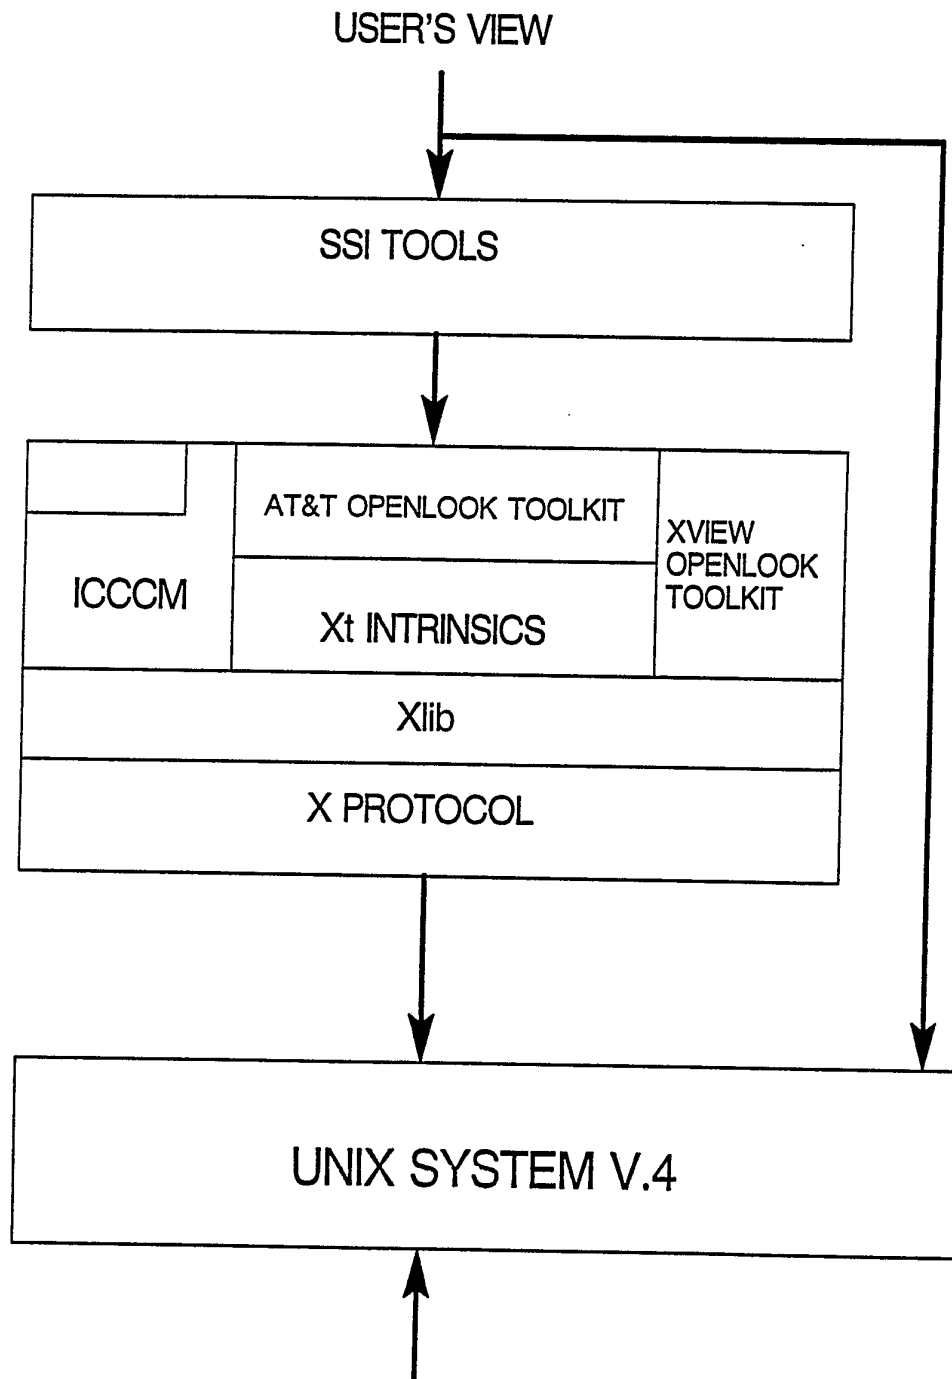 USER'S VIEW
SSI TOOLS
AT&T OPENLOOK TOOLKIT
XVIEW
OPENLOOK
TOOLKIT
ICCCM
Xt INTRINSICS
Xlib
X PROTOCOL
UNIX SYSTEM V.4